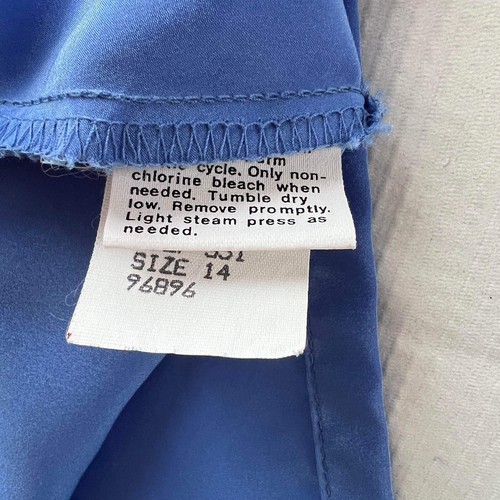 cycle. Only non-
chlorine bleach when
needed. Tumble dry
low. Remove promptly.
Light steam press as
needed.
SIZE 14
96896